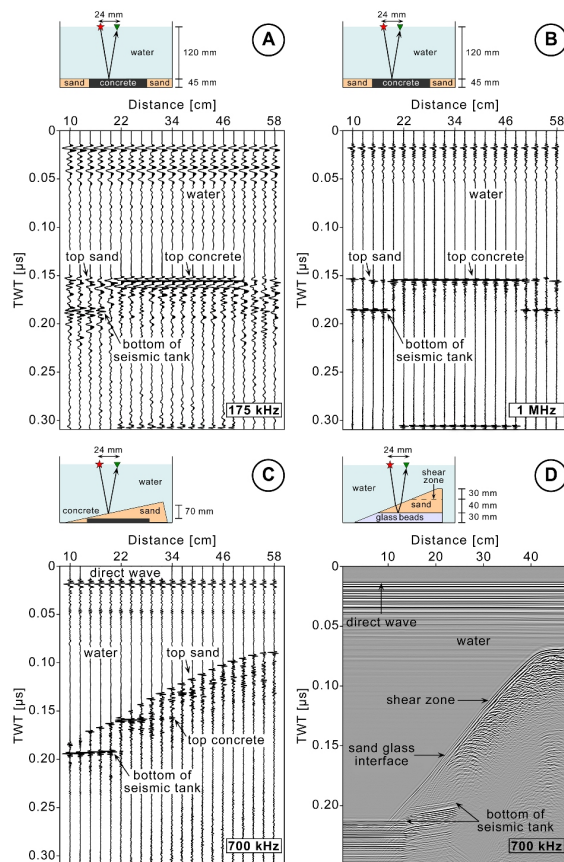 24 mm
A
water
120 mm
sand
concrete
sand
45 mm
Distance [cm]
10 22 34 46 58
0
0.05
0.10
0.15
0.20
0.25
0.30
TWT [µs]
water
top sand
top concrete
bottom of
seismic tank
175 kHz
24 mm
B
water
120 mm
sand
concrete
sand
45 mm
Distance [cm]
10 22 34 46 58
0
0.05
0.10
0.15
0.20
0.25
0.30
TWT [µs]
water
top sand
top concrete
bottom of
seismic tank
1 MHz
24 mm
C
water
concrete
sand
70 mm
Distance [cm]
10 22 34 46 58
0
0.05
0.10
0.15
0.20
0.25
0.30
TWT [µs]
direct wave
water
top sand
top concrete
bottom of
seismic tank
700 kHz
24 mm
D
shear
zone
water
sand
glass beads
30 mm
40 mm
30 mm
Distance [cm]
10 20 30 40
0
0.05
0.10
0.15
0.20
TWT [µs]
direct wave
water
shear zone
sand glass
interface
bottom of
seismic tank
700 kHz